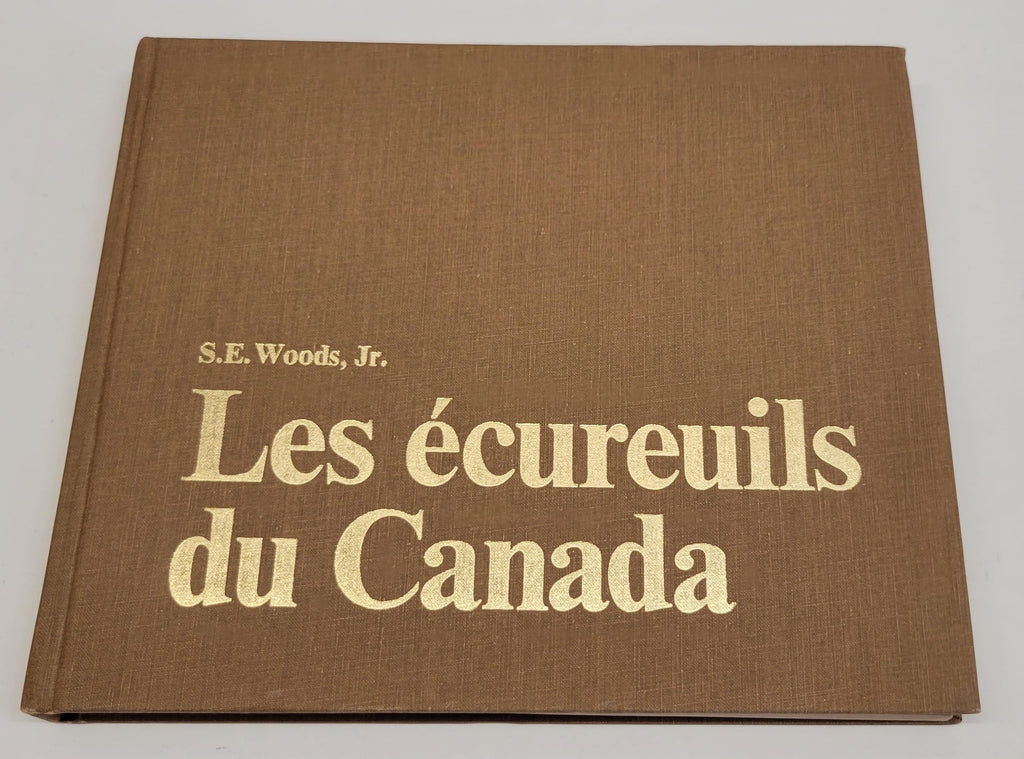 S.E. Woods, Jr.
Les écureuils
du Canada